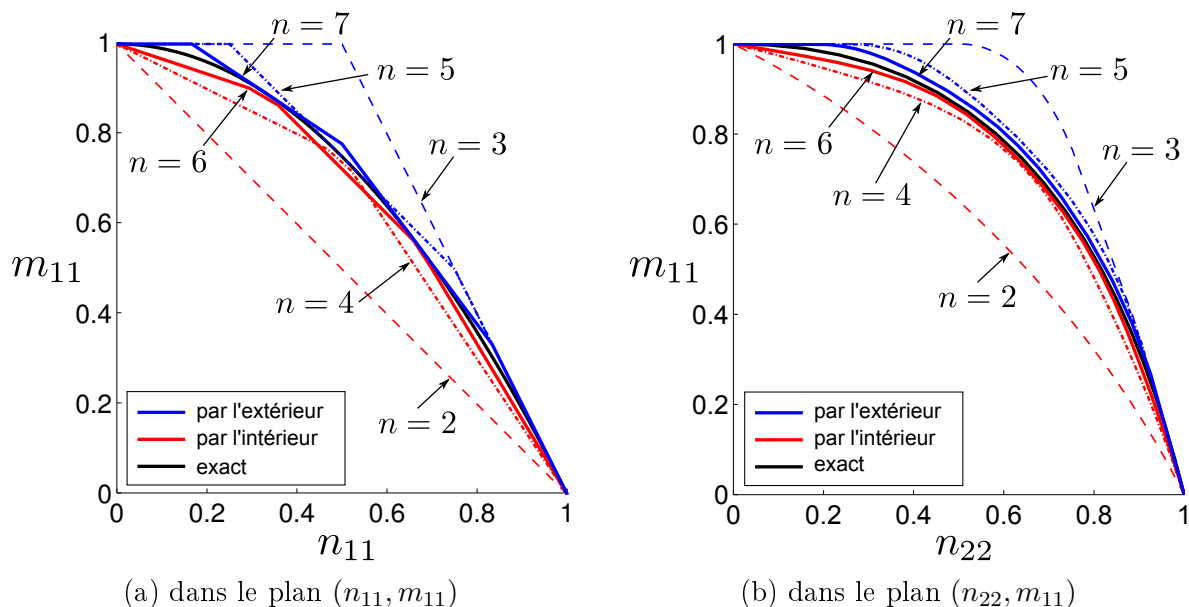 n = 7
n = 5
n = 3
n = 6
n = 4
n = 2
1
0.8
0.6
0.4
0.2
0
m11
par l'extérieur
par l'intérieur
exact
0
0.2
0.4
0.6
0.8
1
n11
(a) dans le plan (n11, m11)
n = 7
n = 5
n = 3
n = 6
n = 4
n = 2
1
0.8
0.6
0.4
0.2
0
m11
par l'extérieur
par l'intérieur
exact
0
0.2
0.4
0.6
0.8
1
n22
(b) dans le plan (n22, m11)